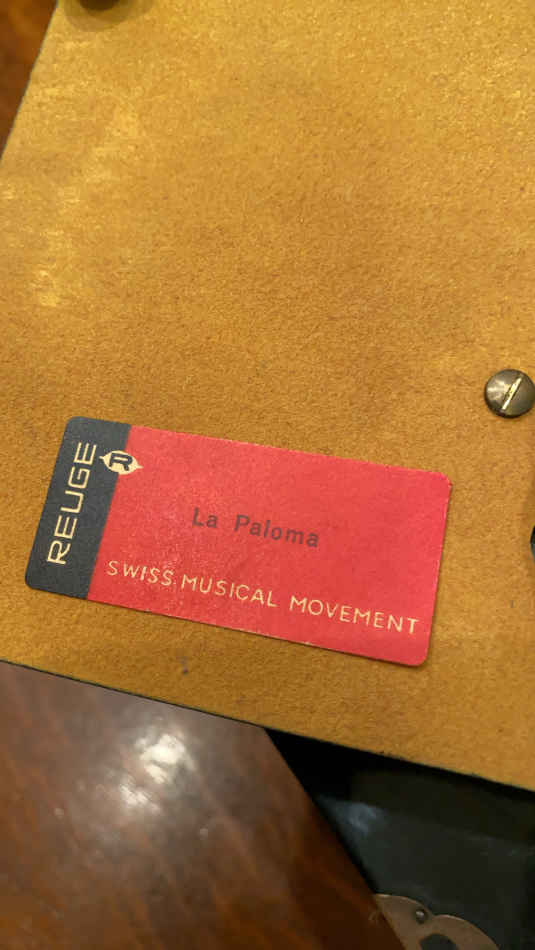 REUGE
R
La Paloma
SWISS MUSICAL MOVEMENT